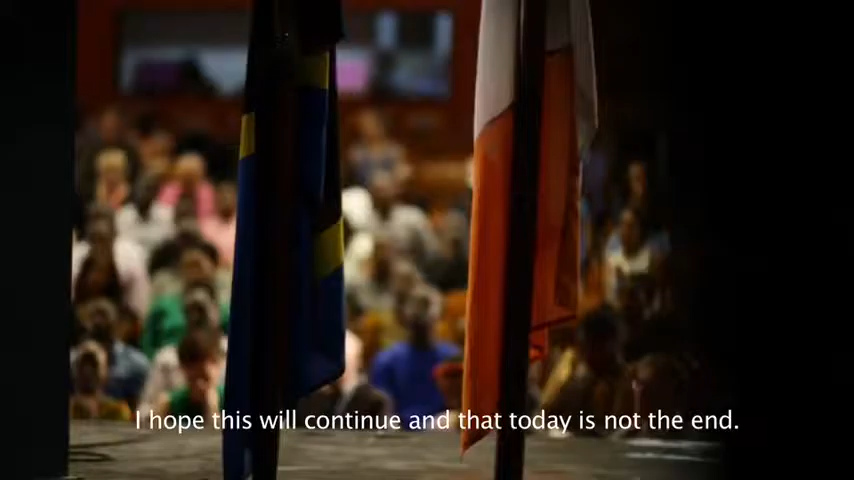 I hope this will continue and that today is not the end.